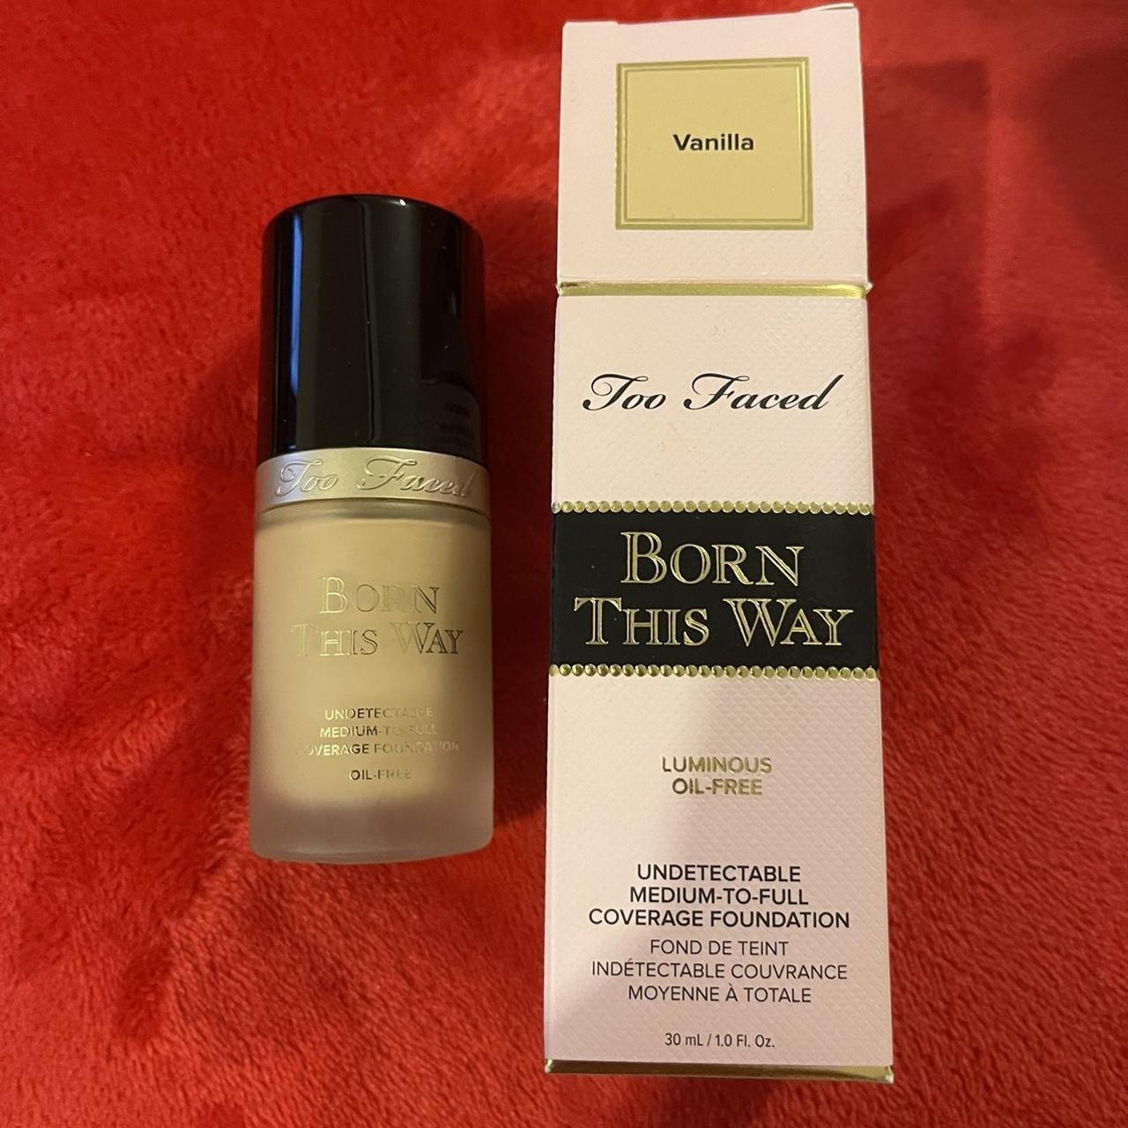 Vanilla
Too Faced
BORN
THIS WAY
LUMINOUS
OIL-FREE
UNDETECTABLE
MEDIUM-TO-FULL
COVERAGE FOUNDATION
FOND DE TEINT
INDÉTECTABLE COUVRANCE
MOYENNE À TOTALE
30 mL / 1.0 Fl. Oz.
Too Faced
BORN
THIS WAY
UNDETECTABLE
MEDIUM-TO-FULL
COVERAGE FOUNDATION
OIL-FREE